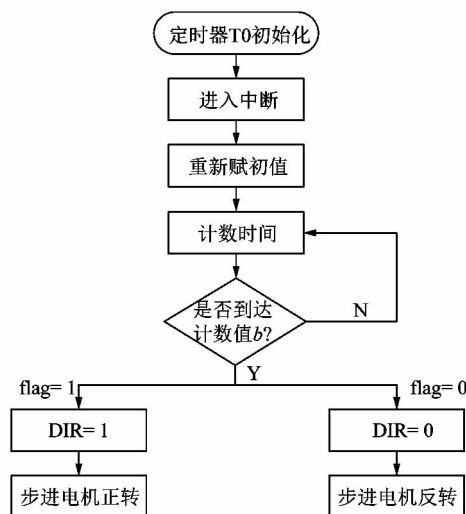 定时器T0初始化
进入中断
重新赋初值
计数时间
是否到达
计数值b?
N
Y
flag= 1
flag= 0
DIR= 1
DIR= 0
步进电机正转
步进电机反转